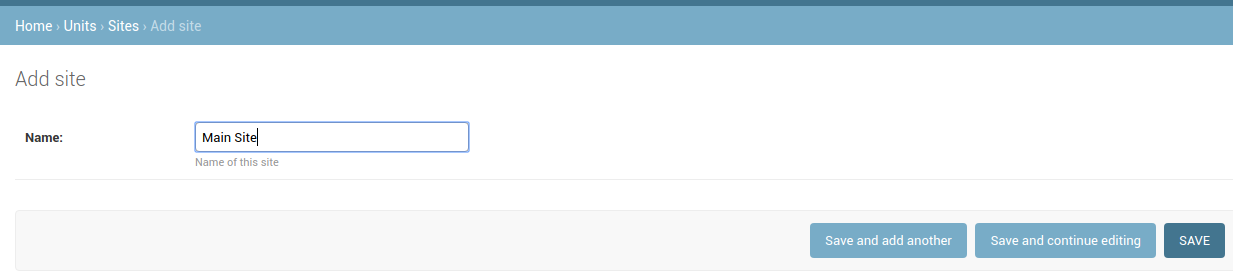 Home › Units › Sites › Add site
Add site
Name: Main Site
Name of this site
Save and add another Save and continue editing SAVE